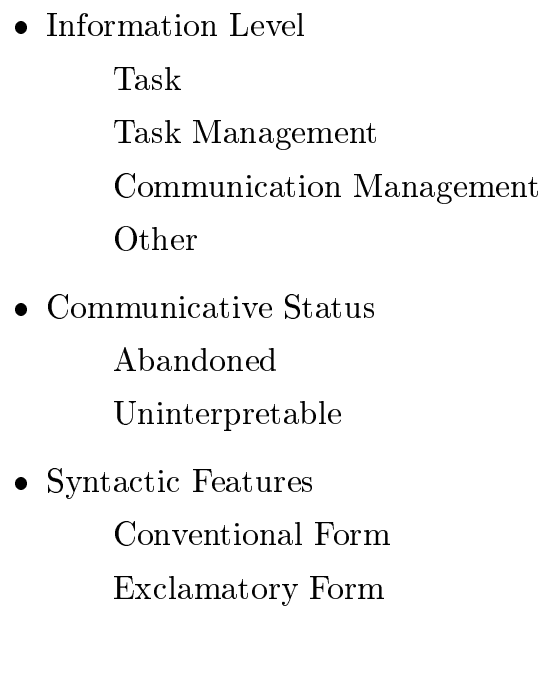 • Information Level
Task
Task Management
Communication Management
Other
• Communicative Status
Abandoned
Uninterpretable
• Syntactic Features
Conventional Form
Exclamatory Form